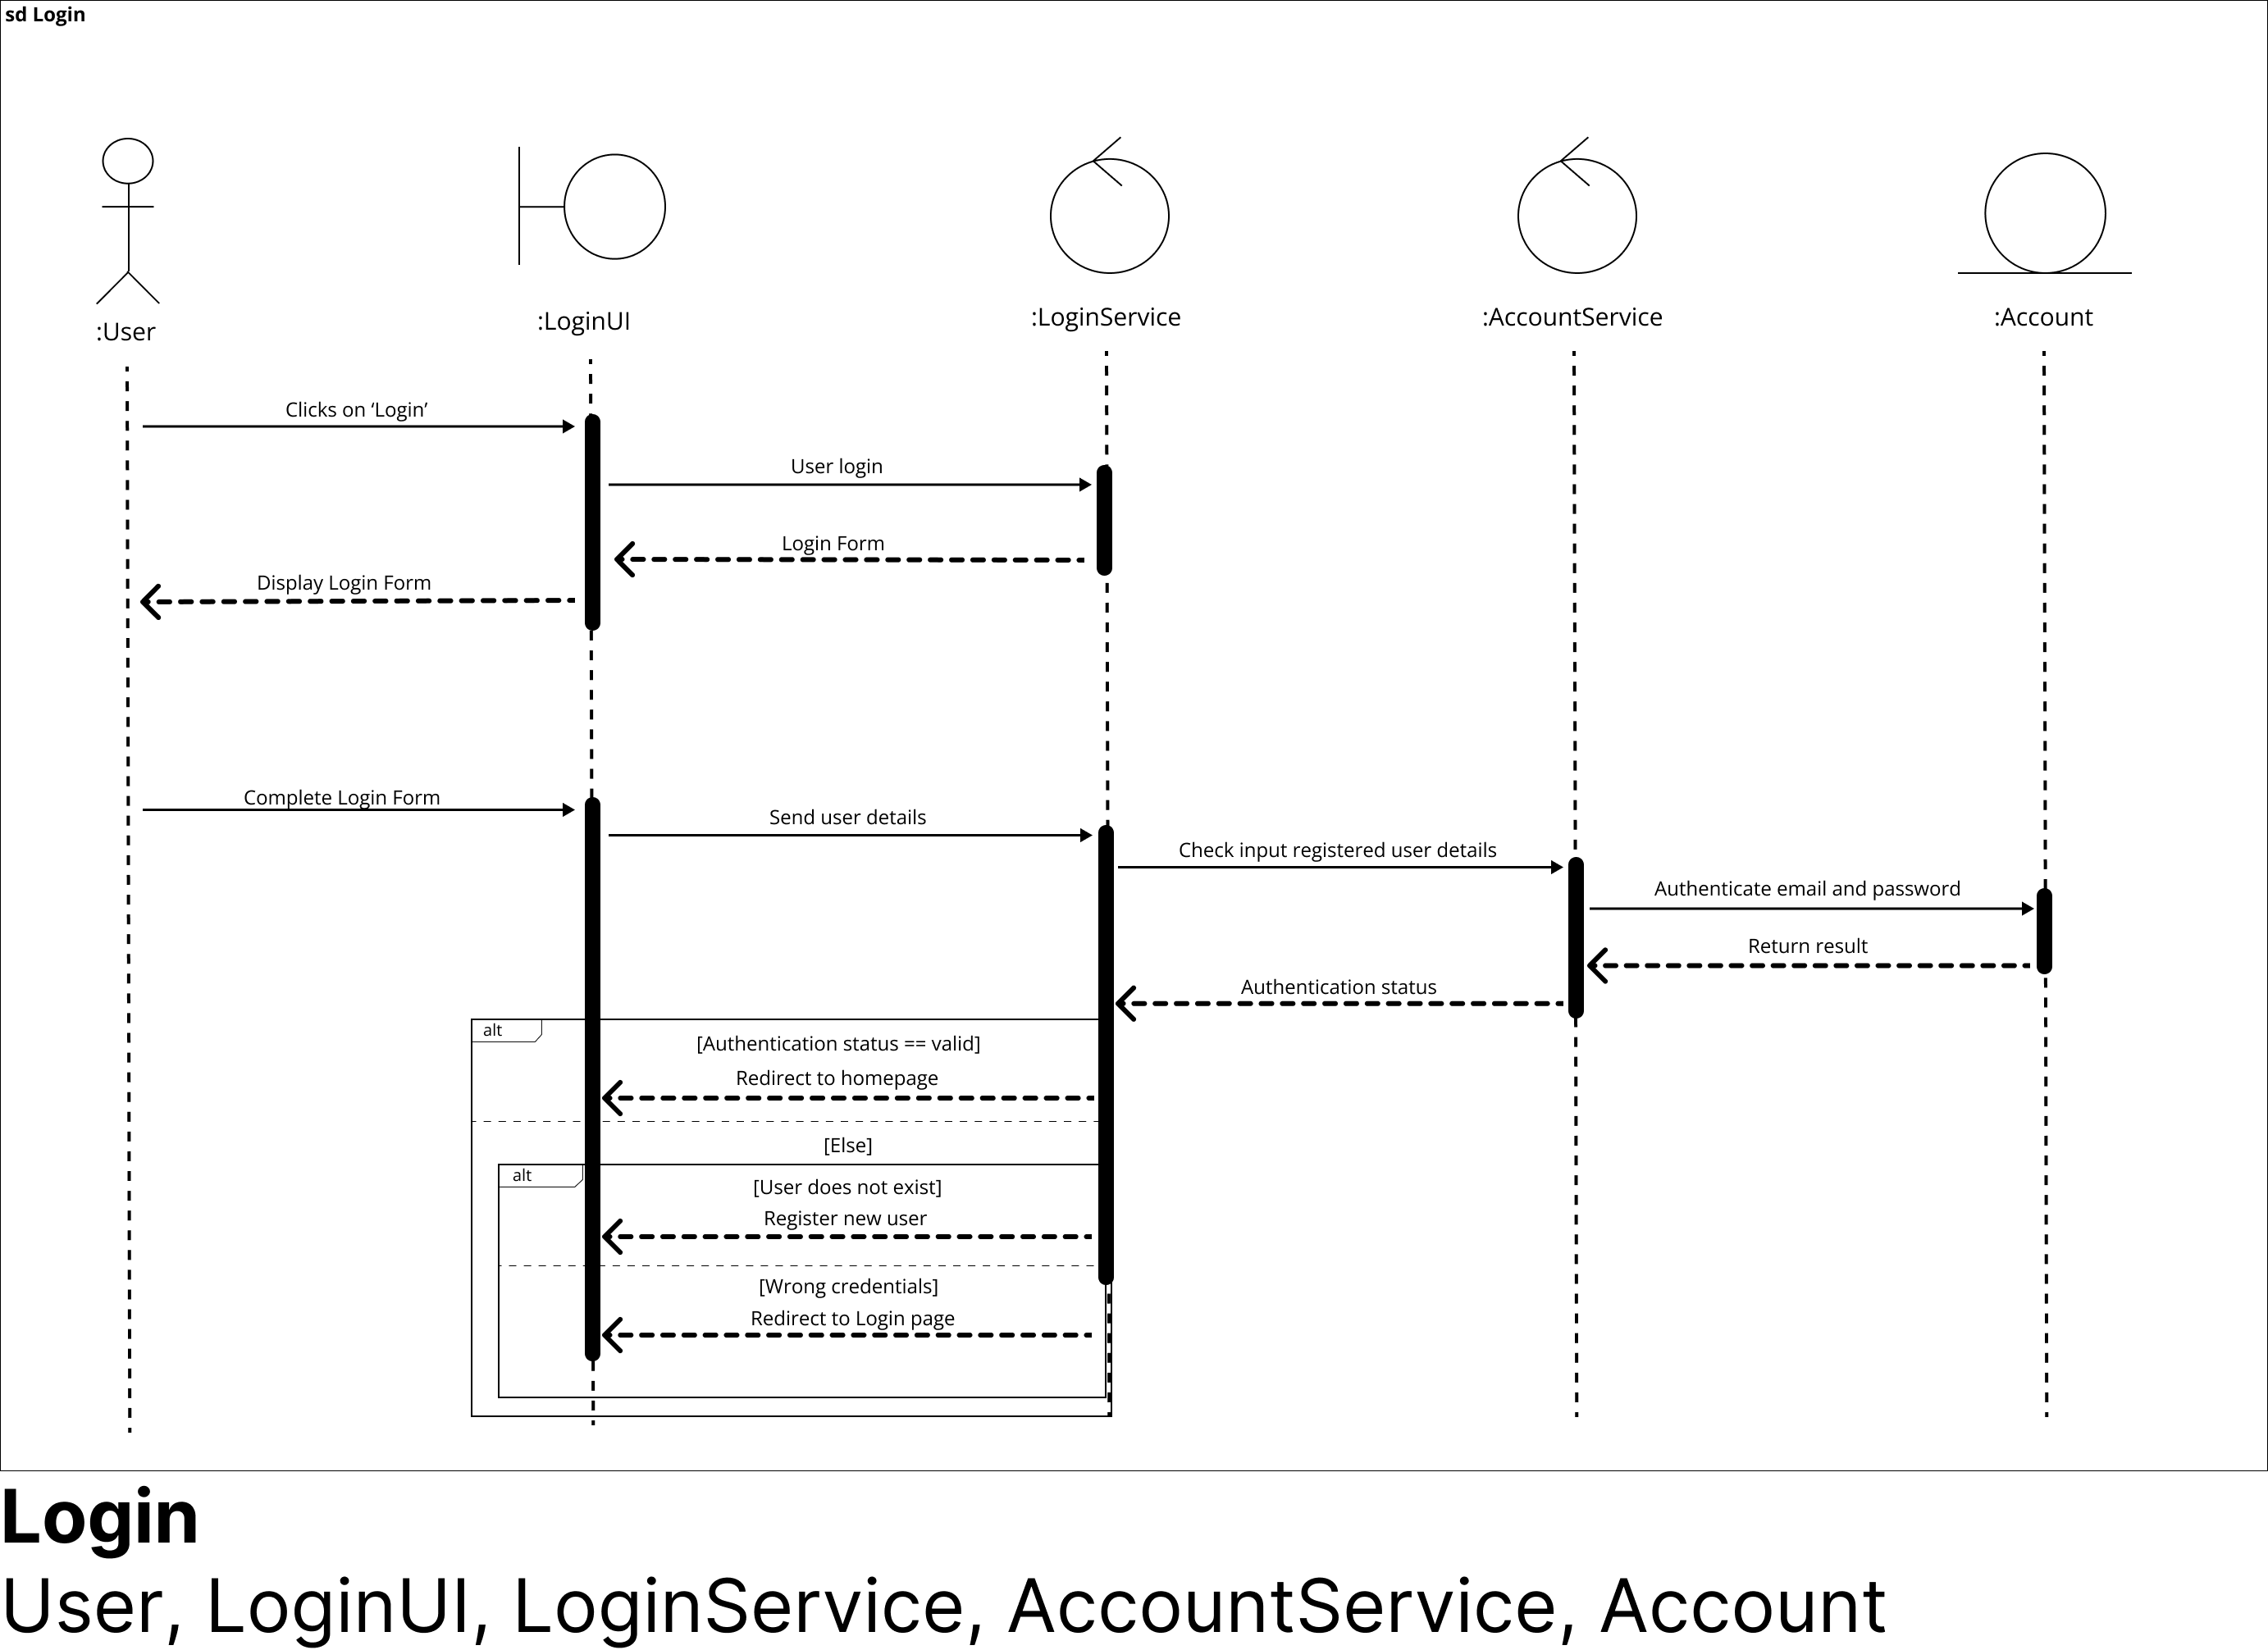 sd Login
:User
:LoginUI
:LoginService
:AccountService
:Account
Clicks on ‘Login’
User login
Login Form
Display Login Form
Complete Login Form
Send user details
Check input registered user details
Authenticate email and password
Return result
Authentication status
alt
[Authentication status == valid]
Redirect to homepage
[Else]
alt
[User does not exist]
Register new user
[Wrong credentials]
Redirect to Login page
Login
User, LoginUI, LoginService, AccountService, Account